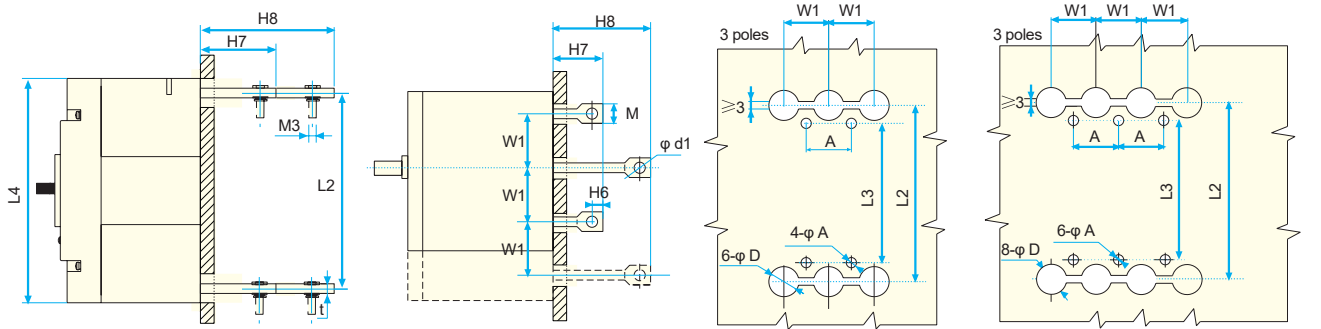 H8
H7
M3
L4
L2
t
H8
H7
M
W1
φ d1
W1
H6
W1
W1 W1
3 poles
⩾3
A
L3
L2
4-φ A
6-φ D
W1 W1 W1
3 poles
⩾3
A A
L3
L2
6-φ A
8-φ D